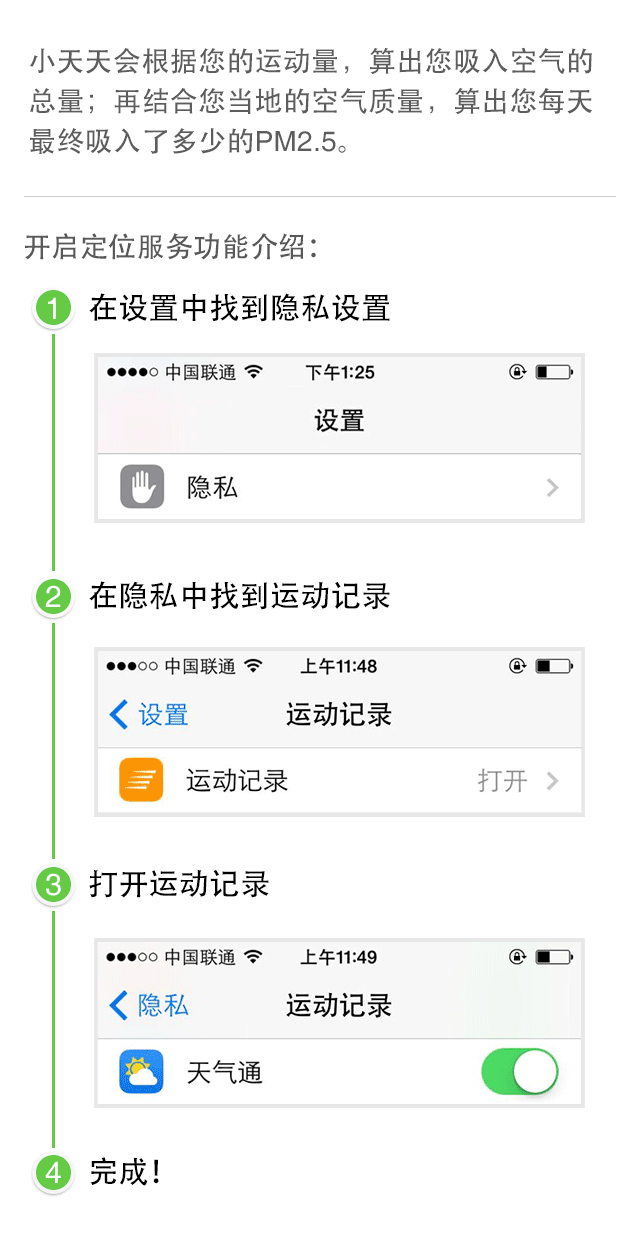 小天天会根据您的运动量，算出您吸入空气的
总量；再结合您当地的空气质量，算出您每天
最终吸入了多少的PM2.5。
开启定位服务功能介绍：
1 在设置中找到隐私设置
中国联通 下午1:25
设置
隐私
2 在隐私中找到运动记录
中国联通 上午11:48
设置 运动记录
运动记录 打开
3 打开运动记录
中国联通 上午11:49
隐私 运动记录
天气通
4 完成！